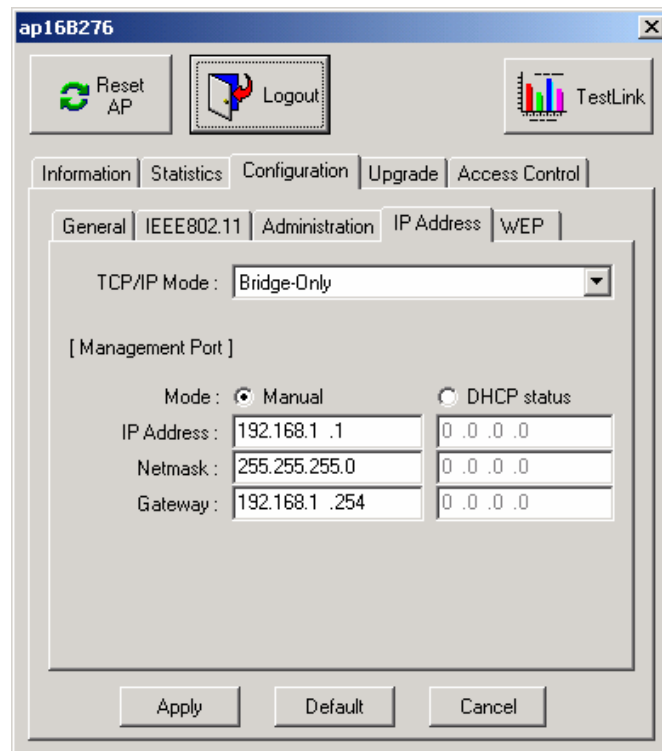 ap16B276
Reset AP
Logout
TestLink
Information Statistics Configuration Upgrade Access Control
General IEEE802.11 Administration IP Address WEP
TCP/IP Mode : Bridge-Only
[ Management Port ]
Mode : Manual DHCP status
IP Address : 192.168.1 .1 0 .0 .0 .0
Netmask : 255.255.255.0 0 .0 .0 .0
Gateway : 192.168.1 .254 0 .0 .0 .0
Apply Default Cancel